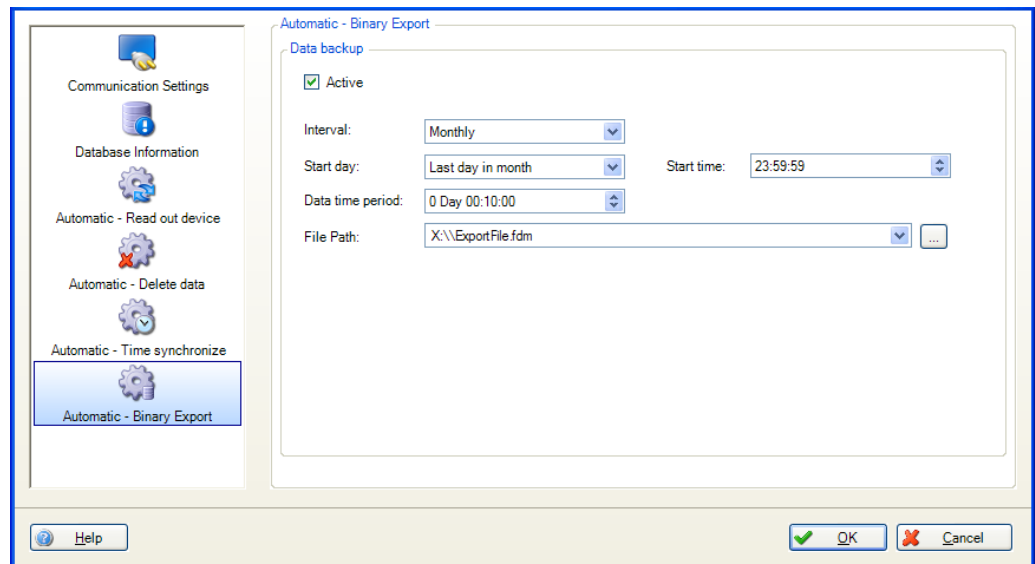 Communication Settings
Database Information
Automatic - Read out device
Automatic - Delete data
Automatic - Time synchronize
Automatic - Binary Export
Automatic - Binary Export
Data backup
Active
Interval: Monthly
Start day: Last day in month Start time: 23:59:59
Data time period: 0 Day 00:10:00
File Path: X:\\ExportFile.fdm ...
Help OK Cancel